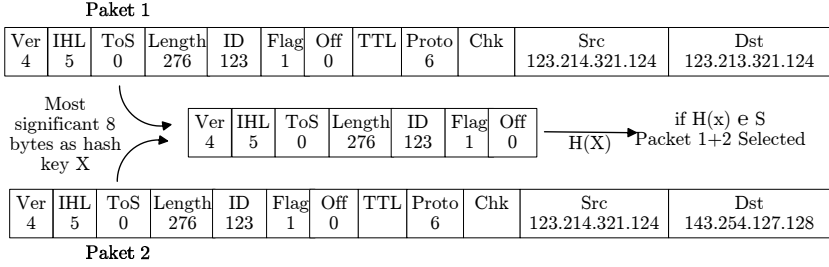 Paket 1
Ver IHL ToS Length ID Flag Off TTL Proto Chk Src Dst
4 5 0 276 123 1 0 6 123.214.321.124 123.213.321.124
Most
significant 8
bytes as hash
key X
Ver IHL ToS Length ID Flag Off
4 5 0 276 123 1 0
H(X)
if H(x) ∈ S
Packet 1+2 Selected
Ver IHL ToS Length ID Flag Off TTL Proto Chk Src Dst
4 5 0 276 123 1 0 6 123.214.321.124 143.254.127.128
Paket 2